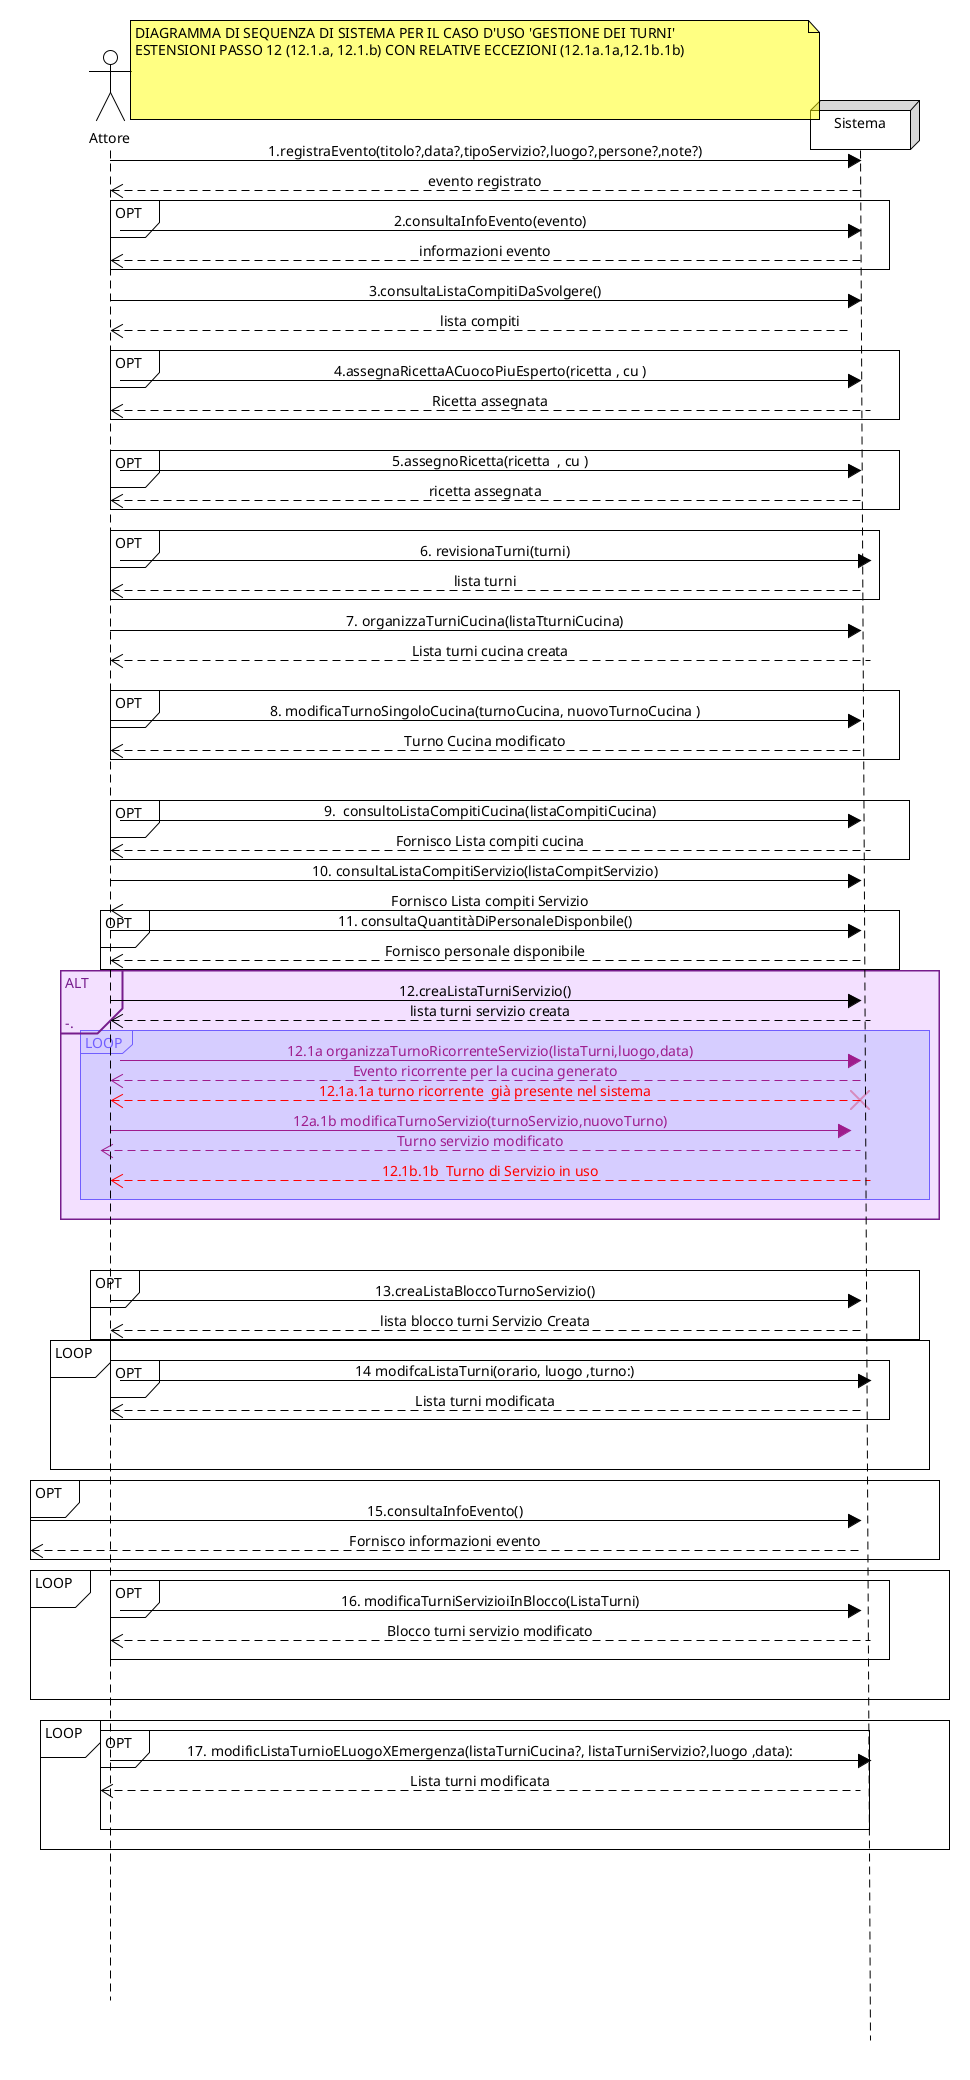 DIAGRAMMA DI SEQUENZA DI SISTEMA PER IL CASO D'USO 'GESTIONE DEI TURNI'
ESTENSIONI PASSO 12 (12.1.a, 12.1.b) CON RELATIVE ECCEZIONI (12.1a.1a,12.1b.1b)
Sistema
Attore
1.registraEvento(titolo?,data?,tipoServizio?,luogo?,persone?,note?)
evento registrato
OPT
2.consultaInfoEvento(evento)
informazioni evento
3.consultaListaCompitiDaSvolgere()
lista compiti
OPT
4.assegnaRicettaACuocoPiuEsperto(ricetta , cu )
Ricetta assegnata
OPT
5.assegnoRicetta(ricetta  , cu )
ricetta assegnata
OPT
6. revisionaTurni(turni)
lista turni
7. organizzaTurniCucina(listaTturniCucina)
Lista turni cucina creata
OPT
8. modificaTurnoSingoloCucina(turnoCucina, nuovoTurnoCucina )
Turno Cucina modificato
OPT
9.  consultoListaCompitiCucina(listaCompitiCucina)
Fornisco Lista compiti cucina
10. consultaListaCompitiServizio(listaCompitServizio)
Fornisco Lista compiti Servizio
OPT
11. consultaQuantitàDiPersonaleDisponbile()
Fornisco personale disponibile
ALT
12.creaListaTurniServizio()
lista turni servizio creata
-.
LOOP
12.1a organizzaTurnoRicorrenteServizio(listaTurni,luogo,data)
Evento ricorrente per la cucina generato
12.1a.1a turno ricorrente  già presente nel sistema
12a.1b modificaTurnoServizio(turnoServizio,nuovoTurno)
Turno servizio modificato
12.1b.1b  Turno di Servizio in uso
OPT
13.creaListaBloccoTurnoServizio()
lista blocco turni Servizio Creata
LOOP
OPT
14 modifcaListaTurni(orario, luogo ,turno:)
Lista turni modificata
OPT
15.consultaInfoEvento()
Fornisco informazioni evento
LOOP
OPT
16. modificaTurniServizioiInBlocco(ListaTurni)
Blocco turni servizio modificato
LOOP
OPT
17. modificListaTurnioELuogoXEmergenza(listaTurniCucina?, listaTurniServizio?,luogo ,data):
Lista turni modificata